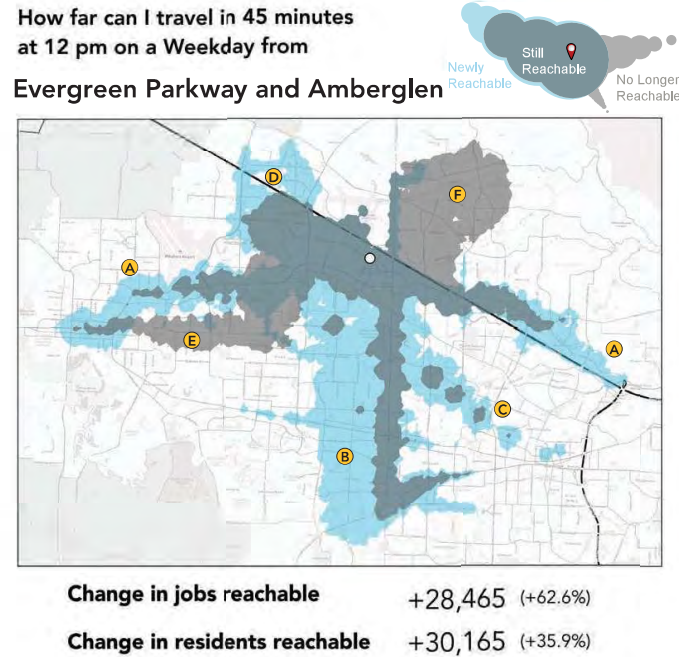 How far can I travel in 45 minutes
at 12 pm on a Weekday from
Evergreen Parkway and Amberglen
Still
Reachable
Newly
Reachable
No Longer
Reachable
D
F
A
E
A
C
B
Change in jobs reachable +28,465 (+62.6%)
Change in residents reachable +30,165 (+35.9%)